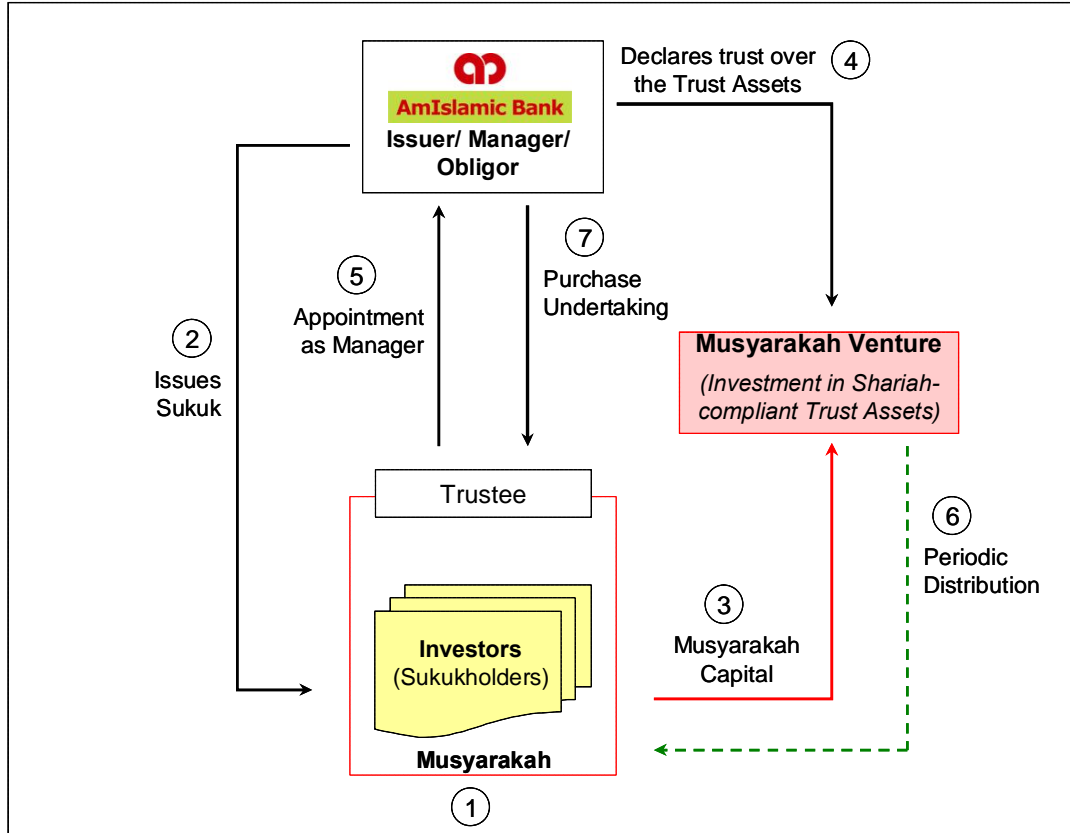 AmIslamic Bank
Issuer/ Manager/
Obligor
Declares trust over
the Trust Assets
4
7
Purchase
Undertaking
5
Appointment
as Manager
2
Issues
Sukuk
Musyarakah Venture
(Investment in Shariah-
compliant Trust Assets)
Trustee
6
Periodic
Distribution
3
Musyarakah
Capital
Investors
(Sukukholders)
Musyarakah
1